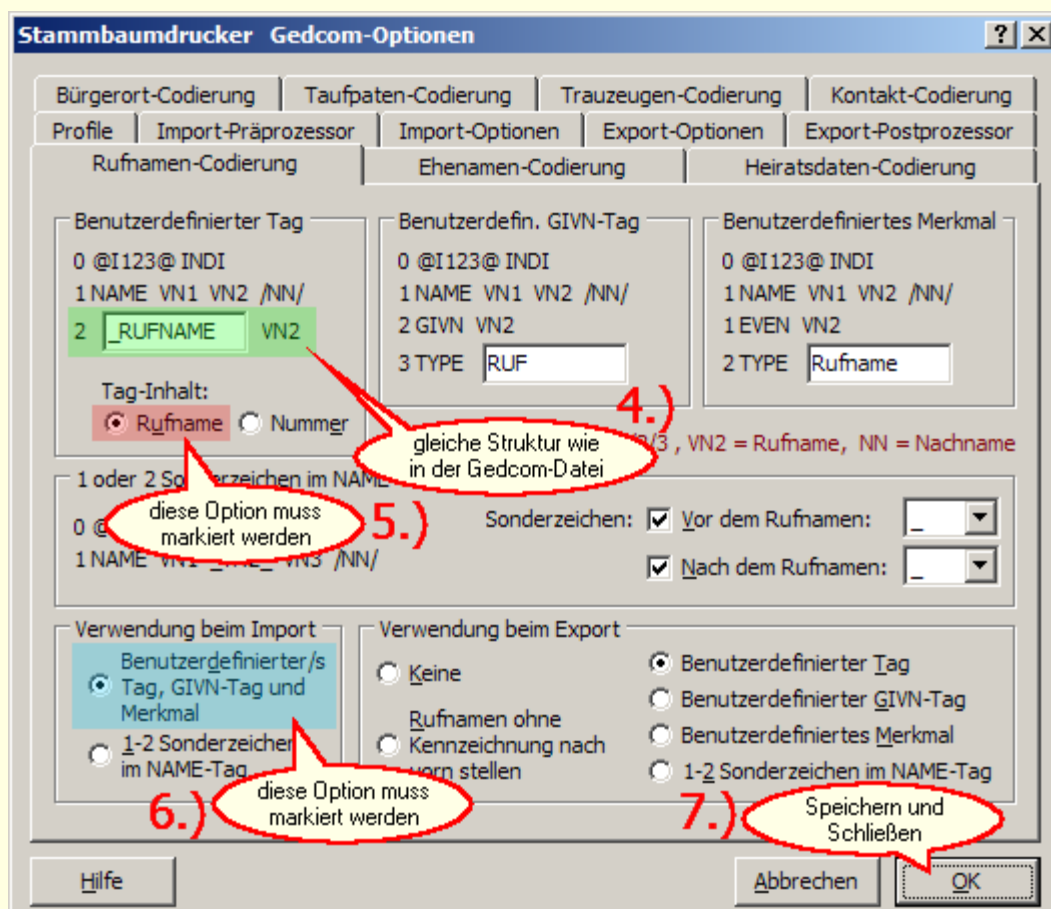 Stammbaumdrucker Gedcom-Optionen
Bürgerort-Codierung Taufpaten-Codierung Trauzeugen-Codierung Kontakt-Codierung
Profile Import-Präprozessor Import-Optionen Export-Optionen Export-Postprozessor
Rufnamen-Codierung Ehenamen-Codierung Heiratsdaten-Codierung
Benutzerdefinierter Tag
0 @I123@ INDI
1 NAME VN1 VN2 /NN/
2 _RUFNAME VN2
Tag-Inhalt:
Rufname Nummer
Benutzerdefin. GIVN-Tag
0 @I123@ INDI
1 NAME VN1 VN2 /NN/
2 GIVN VN2
3 TYPE RUF
Benutzerdefiniertes Merkmal
0 @I123@ INDI
1 NAME VN1 VN2 /NN/
1 EVEN VN2
2 TYPE Rufname
4.)
gleiche Struktur wie
in der Gedcom-Datei
/3 , VN2 = Rufname, NN = Nachname
1 oder 2 Sonderzeichen im NAME
diese Option muss
markiert werden
5.)
0 @
1 NAME VN1 VN3 /NN/
Sonderzeichen: Vor dem Rufnamen: _
Nach dem Rufnamen: _
Verwendung beim Import
Benutzerdefinierter/s
Tag, GIVN-Tag und
Merkmal
1-2 Sonderzeichen
im NAME-Tag
6.)
diese Option muss
markiert werden
Verwendung beim Export
Keine
Rufnamen ohne
Kennzeichnung nach
vorn stellen
Benutzerdefinierter Tag
Benutzerdefinierter GIVN-Tag
Benutzerdefiniertes Merkmal
1-2 Sonderzeichen im NAME-Tag
7.)
Speichern und
Schließen
Hilfe Abbrechen OK